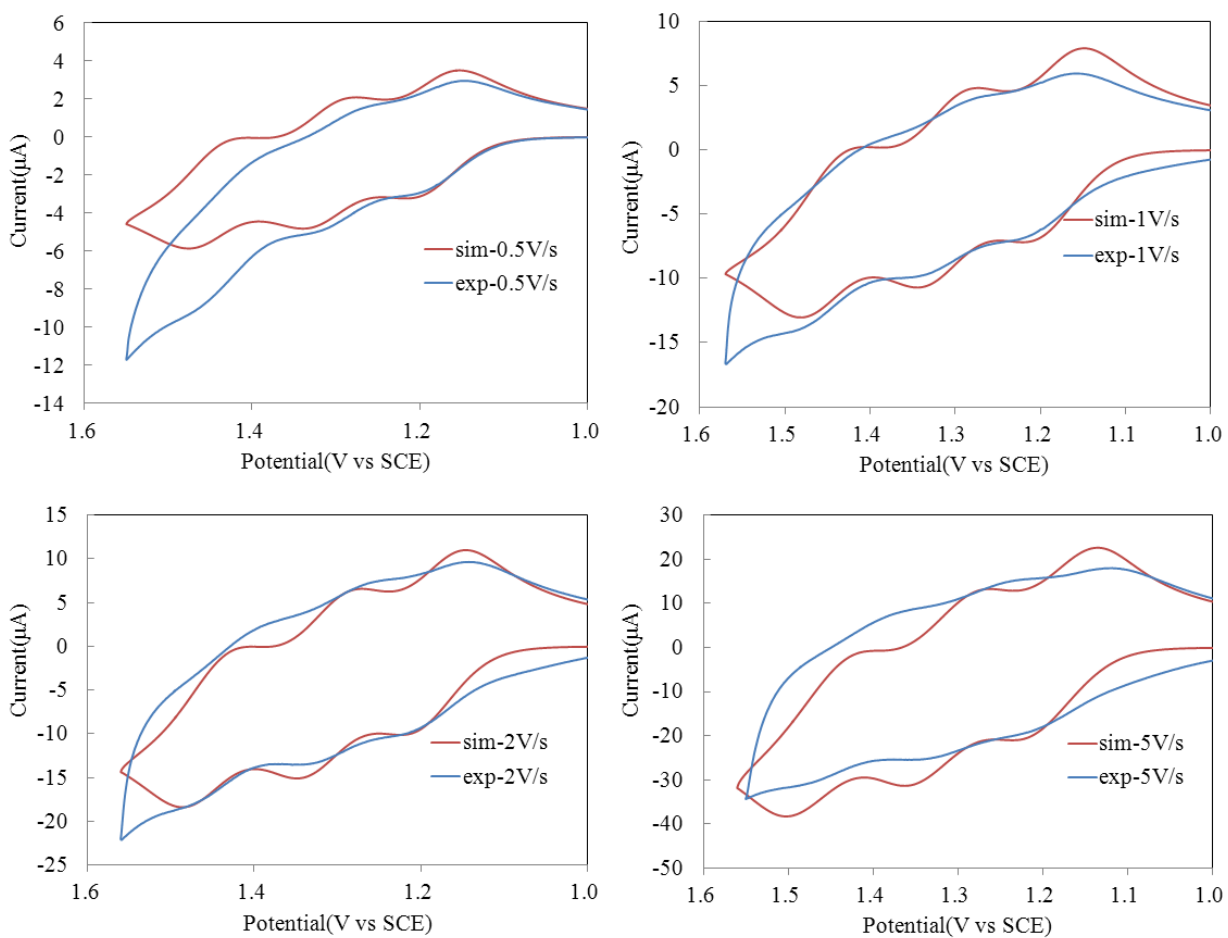 6
4
2
0
-2
-4
-6
-8
-10
-12
-14
Current(μA)
sim-0.5V/s
exp-0.5V/s
1.6 1.4 1.2 1.0
Potential(V vs SCE)
10
5
0
-5
-10
-15
-20
Current(μA)
sim-1V/s
exp-1V/s
1.6 1.5 1.4 1.3 1.2 1.1 1.0
Potential(V vs SCE)
15
10
5
0
-5
-10
-15
-20
-25
Current(μA)
sim-2V/s
exp-2V/s
1.6 1.4 1.2 1.0
Potential(V vs SCE)
30
20
10
0
-10
-20
-30
-40
-50
Current(μA)
sim-5V/s
exp-5V/s
1.6 1.5 1.4 1.3 1.2 1.1 1.0
Potential(V vs SCE)